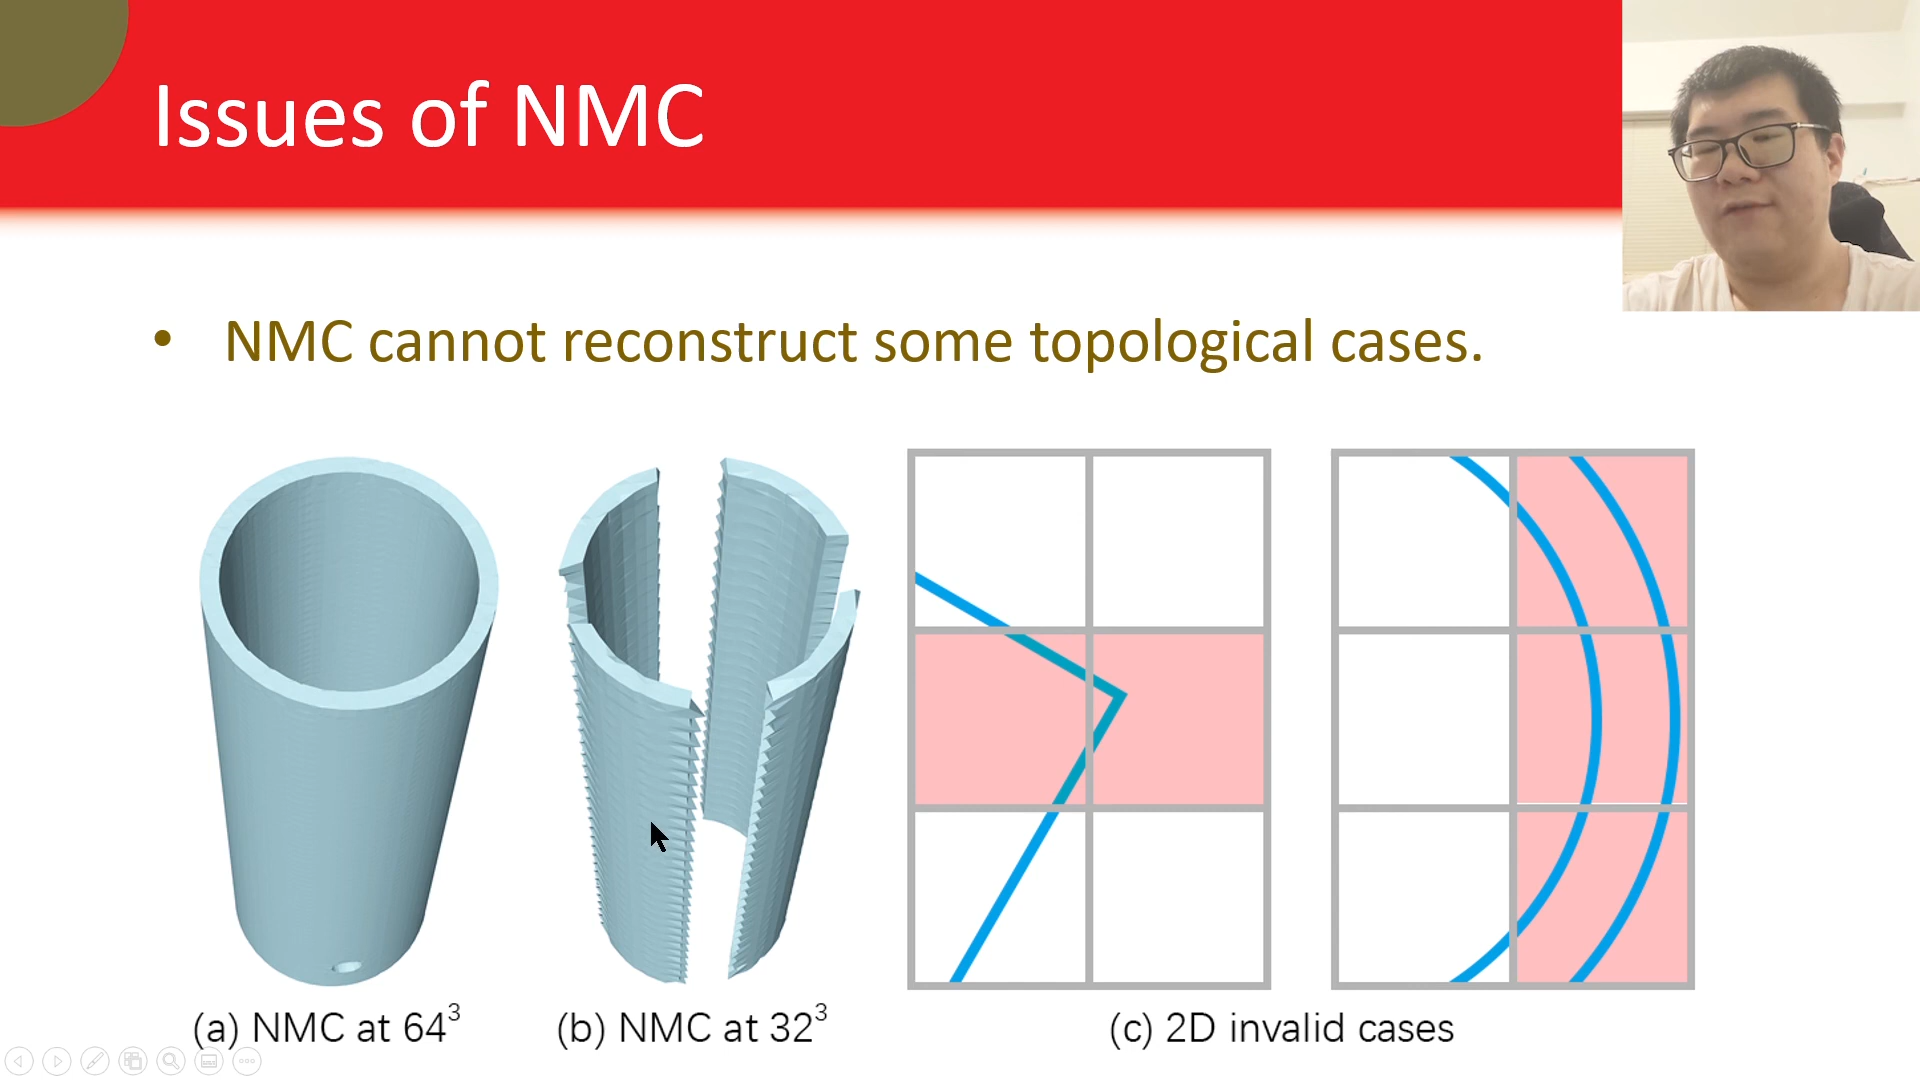 Issues of NMC
• NMC cannot reconstruct some topological cases.
(a) NMC at 64³
(b) NMC at 32³
(c) 2D invalid cases